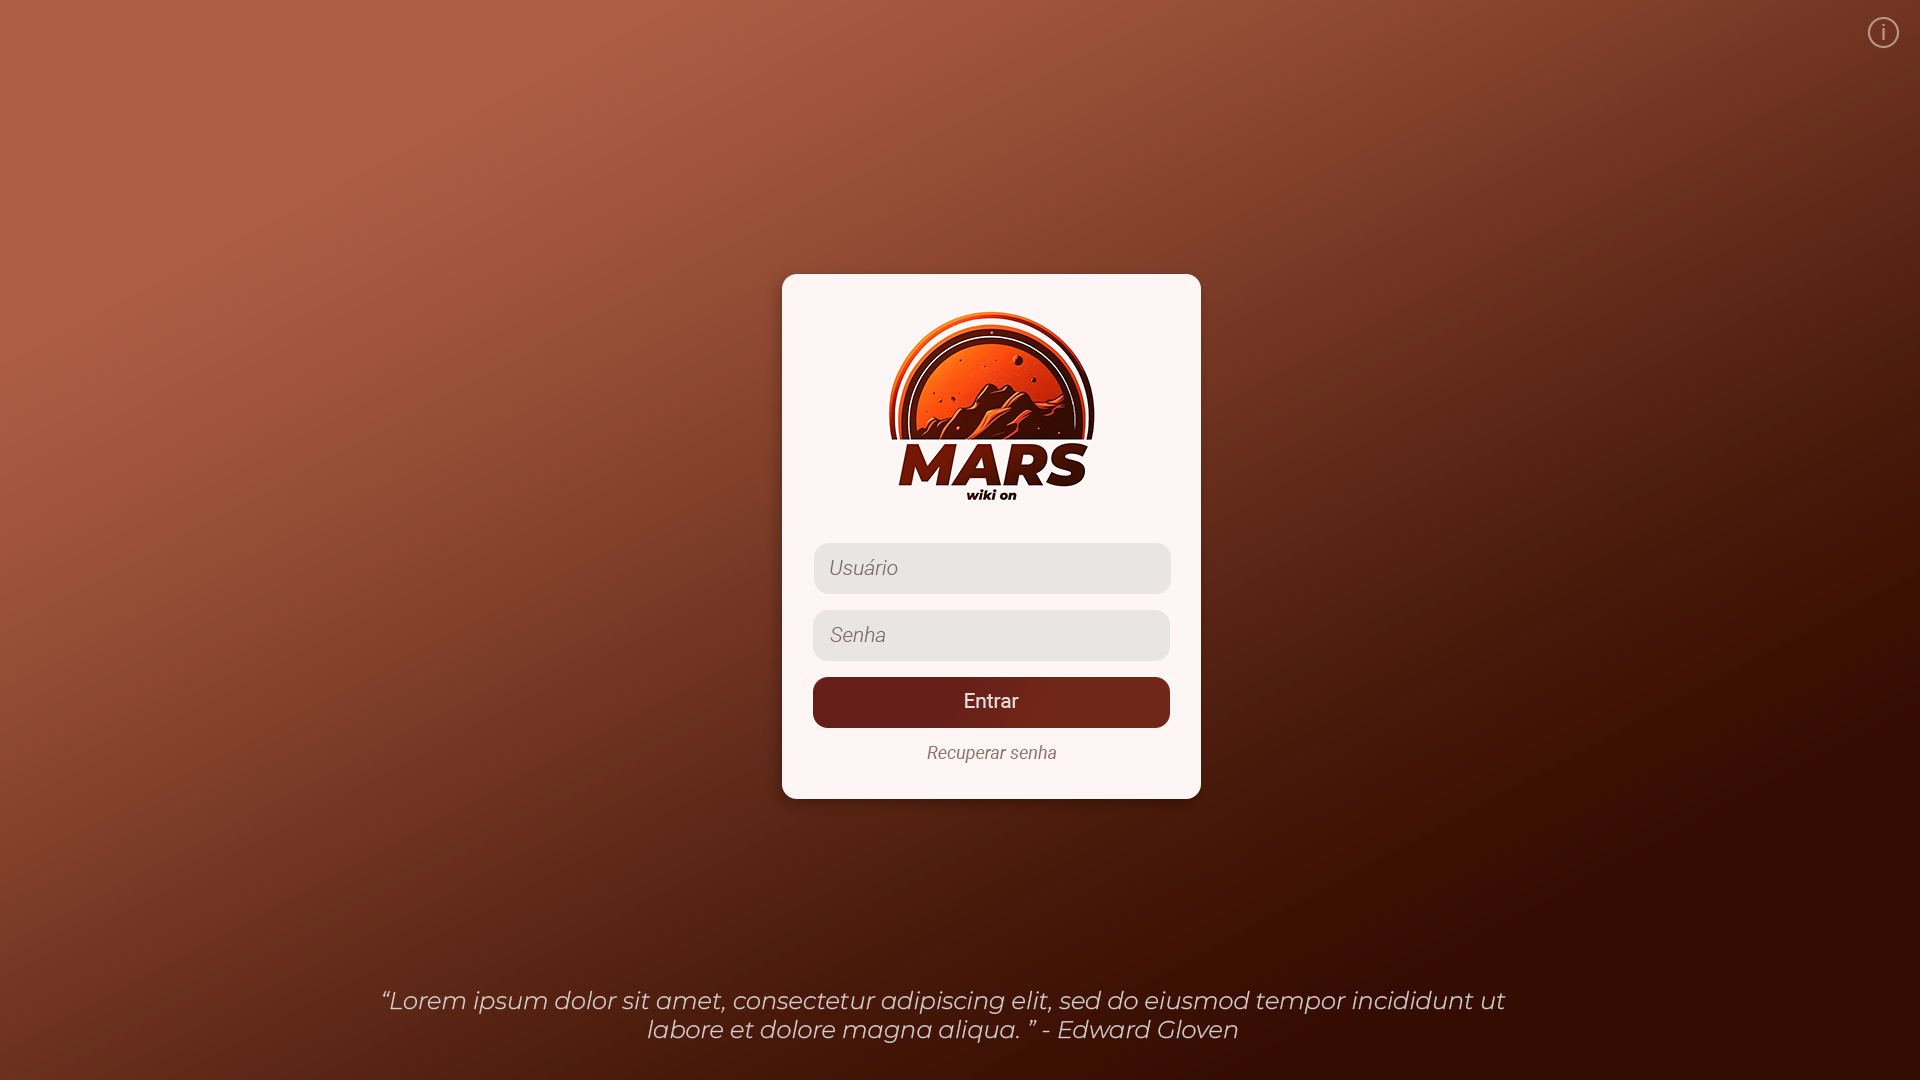 i
MARS
wiki on
Usuário
Senha
Entrar
Recuperar senha
“Lorem ipsum dolor sit amet, consectetur adipiscing elit, sed do eiusmod tempor incididunt ut
labore et dolore magna aliqua. ” - Edward Gloven